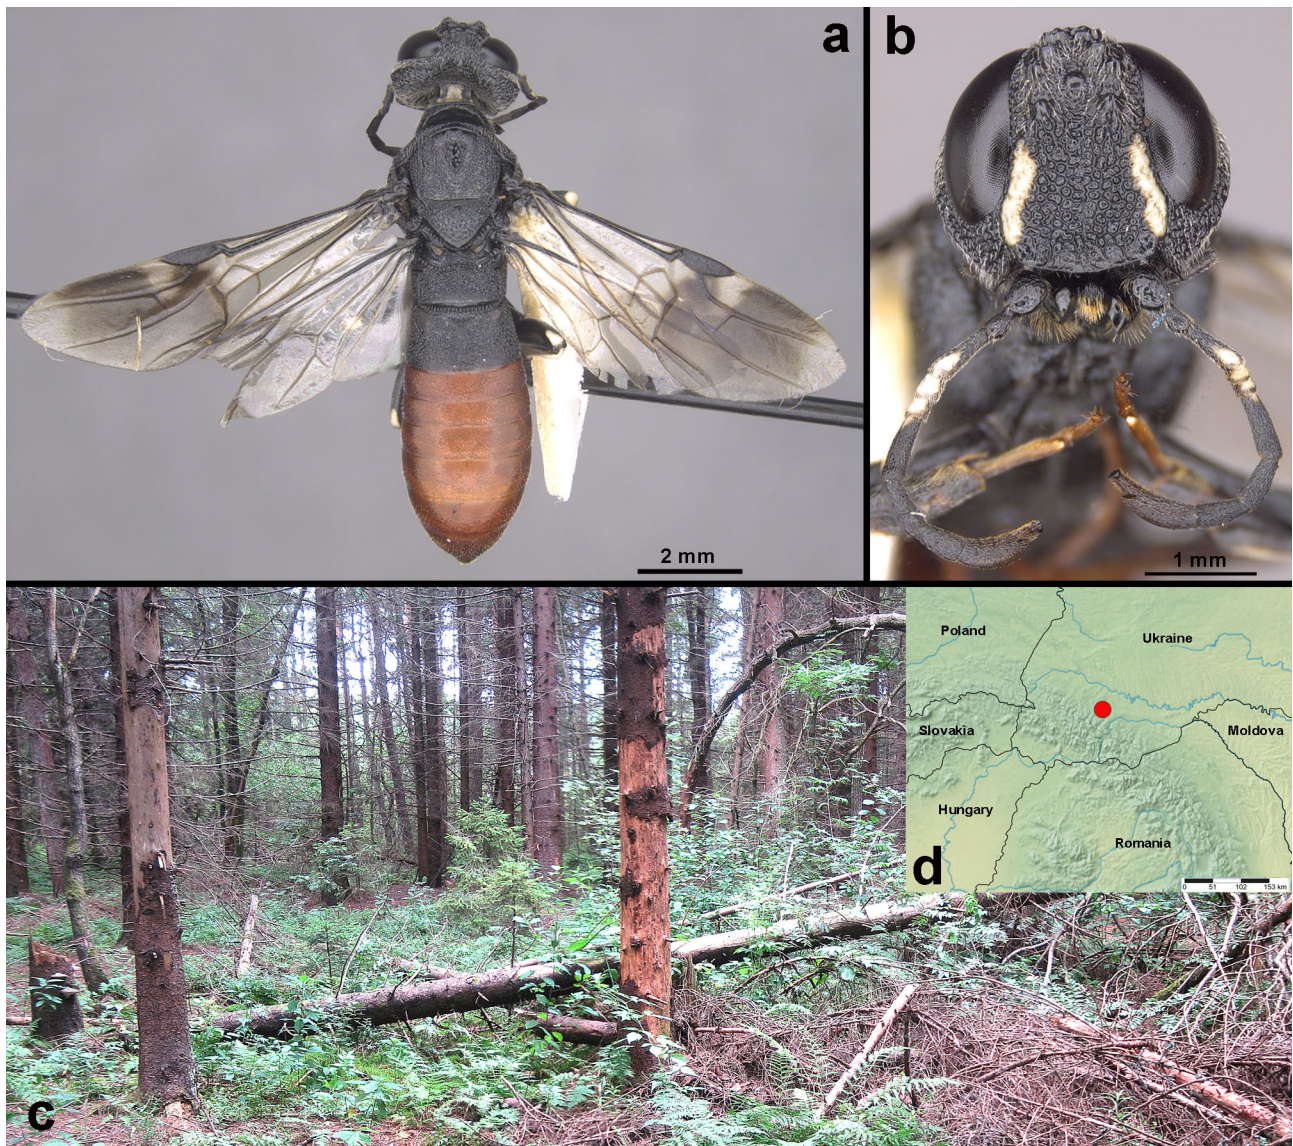 a
b
2 mm
1 mm
c
d
Poland
Ukraine
Slovakia
Moldova
Hungary
Romania
0 51 102 153 km